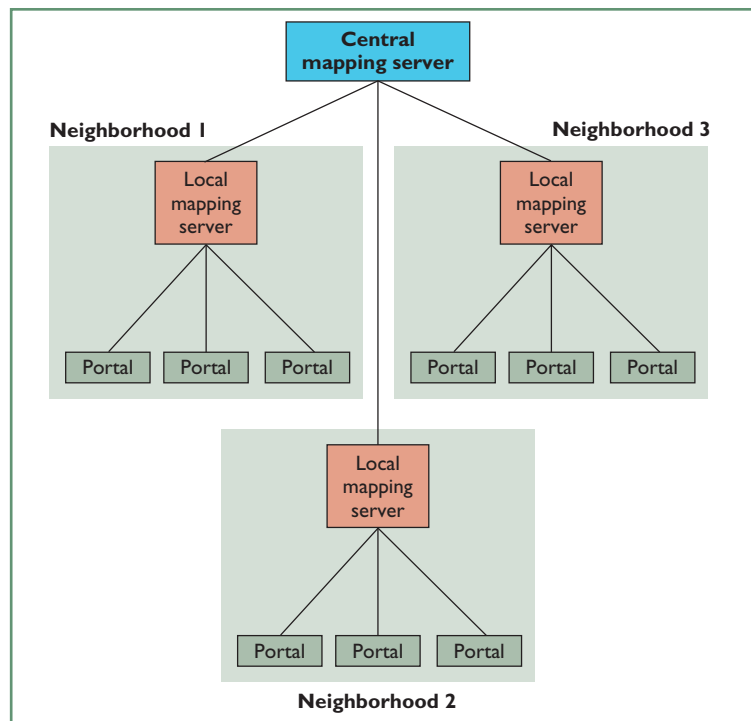 Central
mapping server
Neighborhood 1
Neighborhood 3
Local
mapping
server
Local
mapping
server
Portal
Portal
Portal
Portal
Portal
Portal
Local
mapping
server
Portal
Portal
Portal
Neighborhood 2